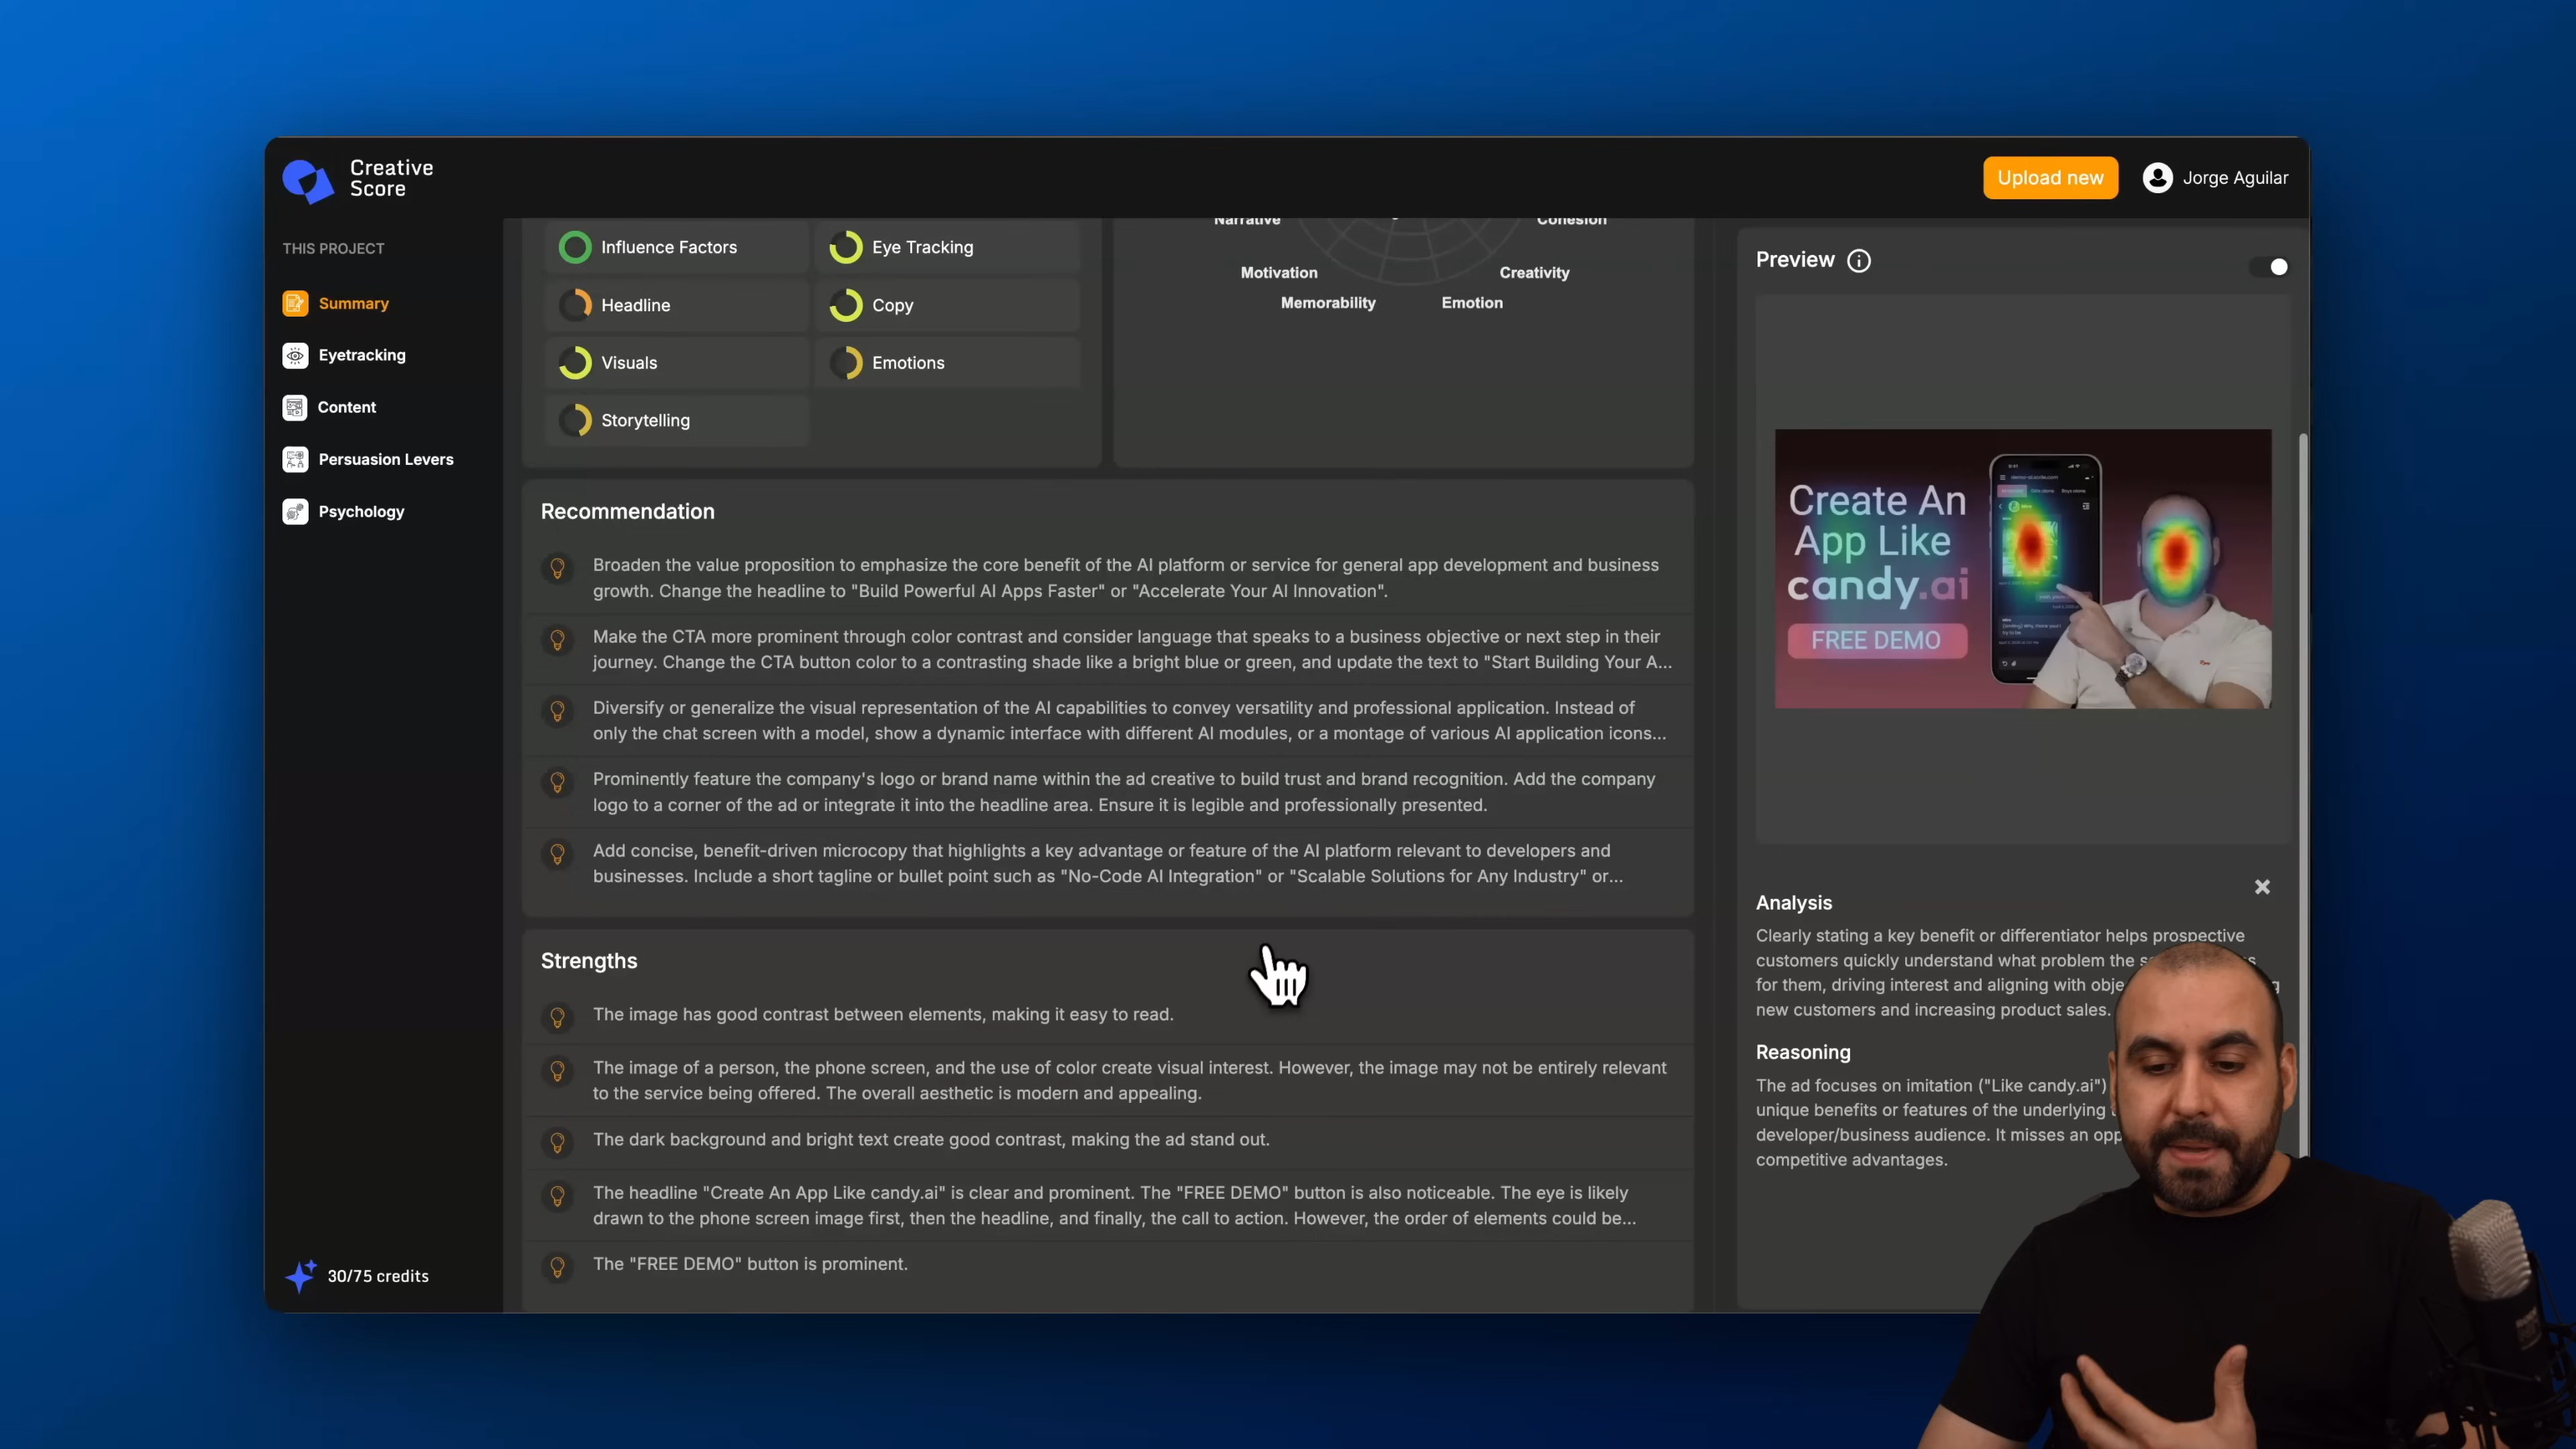 Creative
Score
Upload new
Jorge Aguilar
THIS PROJECT
Summary
Eyetracking
Content
Persuasion Levers
Psychology
30/75 credits
Influence Factors
Eye Tracking
Headline
Copy
Visuals
Emotions
Storytelling
Narrative
Cohesion
Motivation
Creativity
Memorability
Emotion
Recommendation
Broaden the value proposition to emphasize the core benefit of the AI platform or service for general app development and business
growth. Change the headline to "Build Powerful AI Apps Faster" or "Accelerate Your AI Innovation".
Make the CTA more prominent through color contrast and consider language that speaks to a business objective or next step in their
journey. Change the CTA button color to a contrasting shade like a bright blue or green, and update the text to "Start Building Your A...
Diversify or generalize the visual representation of the AI capabilities to convey versatility and professional application. Instead of
only the chat screen with a model, show a dynamic interface with different AI modules, or a montage of various AI application icons...
Prominently feature the company's logo or brand name within the ad creative to build trust and brand recognition. Add the company
logo to a corner of the ad or integrate it into the headline area. Ensure it is legible and professionally presented.
Add concise, benefit-driven microcopy that highlights a key advantage or feature of the AI platform relevant to developers and
businesses. Include a short tagline or bullet point such as "No-Code AI Integration" or "Scalable Solutions for Any Industry" or...
Strengths
The image has good contrast between elements, making it easy to read.
The image of a person, the phone screen, and the use of color create visual interest. However, the image may not be entirely relevant
to the service being offered. The overall aesthetic is modern and appealing.
The dark background and bright text create good contrast, making the ad stand out.
The headline "Create An App Like candy.ai" is clear and prominent. The "FREE DEMO" button is also noticeable. The eye is likely
drawn to the phone screen image first, then the headline, and finally, the call to action. However, the order of elements could be...
The "FREE DEMO" button is prominent.
Preview
Create An
App Like
candy.ai
FREE DEMO
Analysis
Clearly stating a key benefit or differentiator helps prospective
customers quickly understand what problem the
for them, driving interest and aligning with
new customers and increasing product sales.
Reasoning
The ad focuses on imitation ("Like candy.ai")
unique benefits or features of the underlying
developer/business audience. It misses an
competitive advantages.